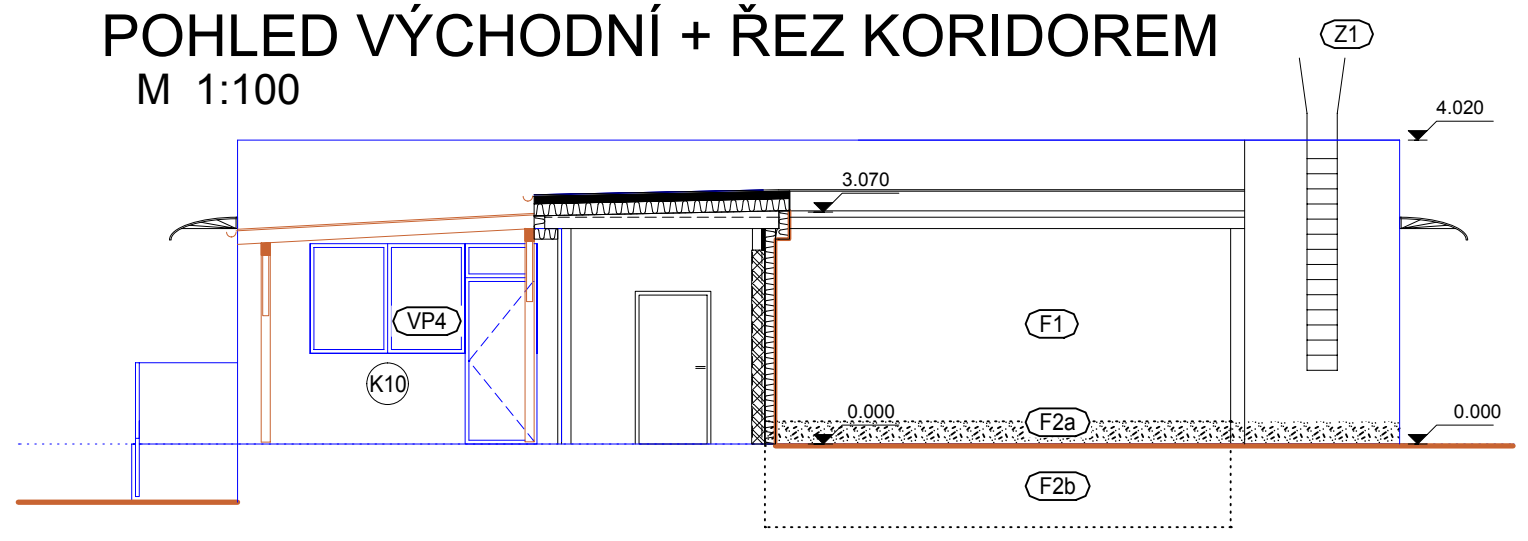 POHLED VÝCHODNÍ + ŘEZ KORIDOREM
M 1:100
Z1
4.020
3.070
VP4
F1
K10
0.000
F2a
0.000
F2b